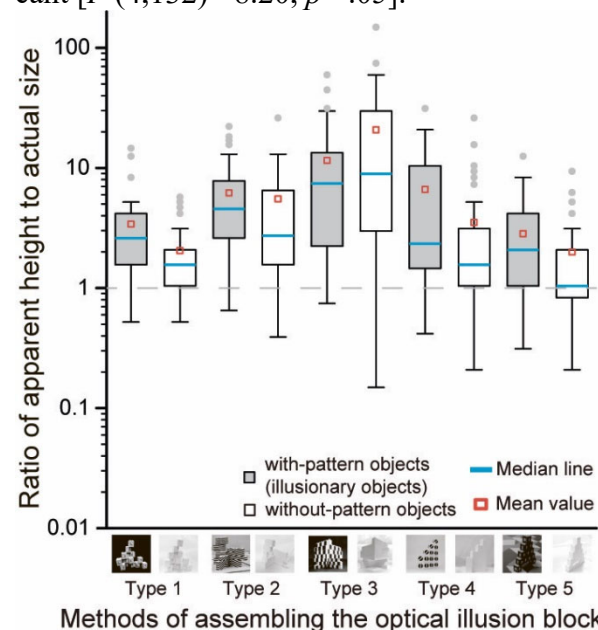 100
10
1
0.1
0.01
Ratio of apparent height to actual size
with-pattern objects
(illusionary objects)
without-pattern objects
Median line
Mean value
Type 1 Type 2 Type 3 Type 4 Type 5
Methods of assembling the optical illusion block